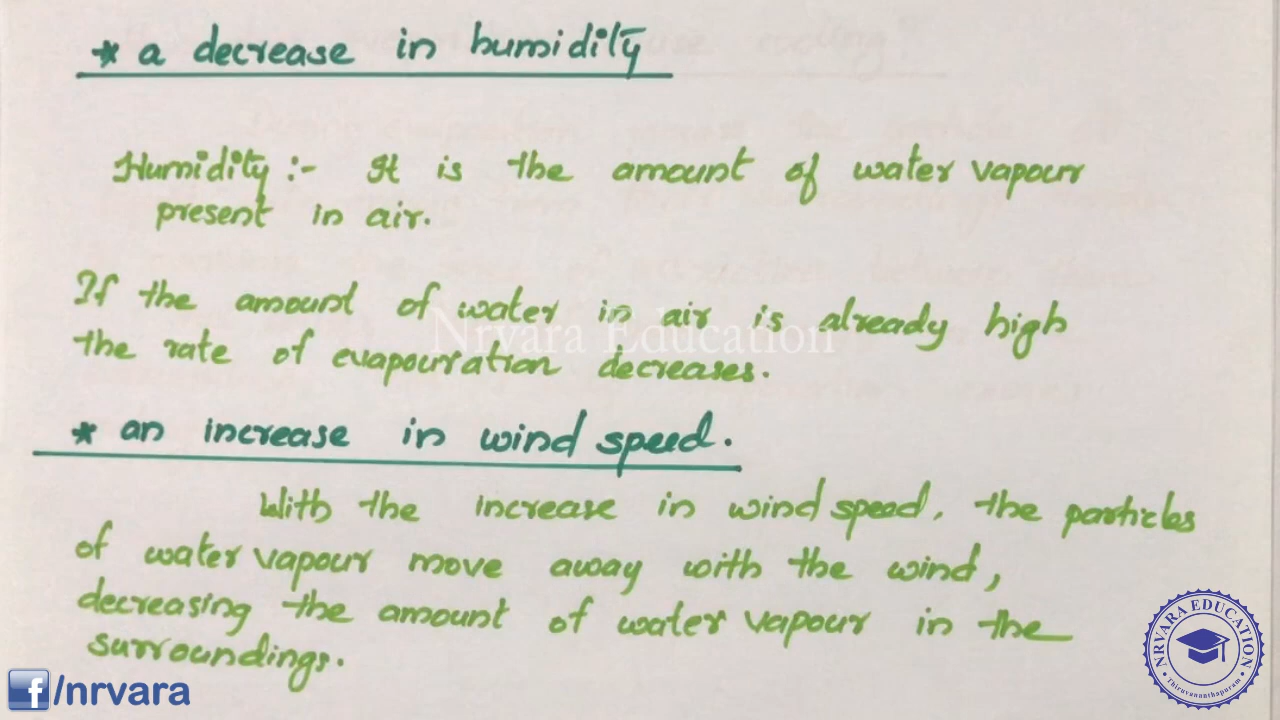 * a decrease in humidity
Humidity :- It is the amount of water vapour
present in air.
If the amount of water in air is already high
Nrvara Education
the rate of evapouration decreases.
* an increase in wind speed.
With the increase in wind speed, the particles
of water vapour move away with the wind,
decreasing the amount of water vapour in the
surroundings.
NRVARA EDUCATION
Thiruvananthapuram
f/nrvara